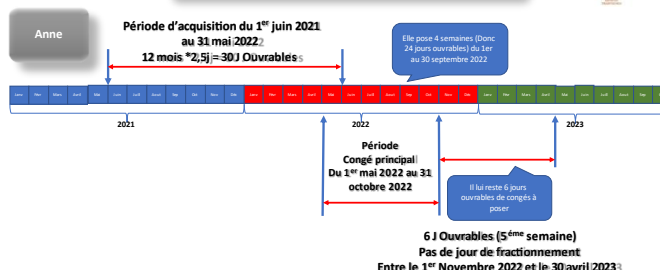 Anne
Période d'acquisition du 1er juin 2021
au 31 mai 2022
12 mois *2,5j = 30 J Ouvrables
Elle pose 4 semaines (Donc
24 jours ouvrables) du 1er
au 30 septembre 2022
2021
2022
2023
Période
Congé principal
Du 1er mai 2022 au 31
octobre 2022
Il lui reste 6 jours
ouvrables de congés à
poser
6 J Ouvrables (5éme semaine)
Pas de jour de fractionnement
Entre le 1er Novembre 2022 et le 30 avril 2023